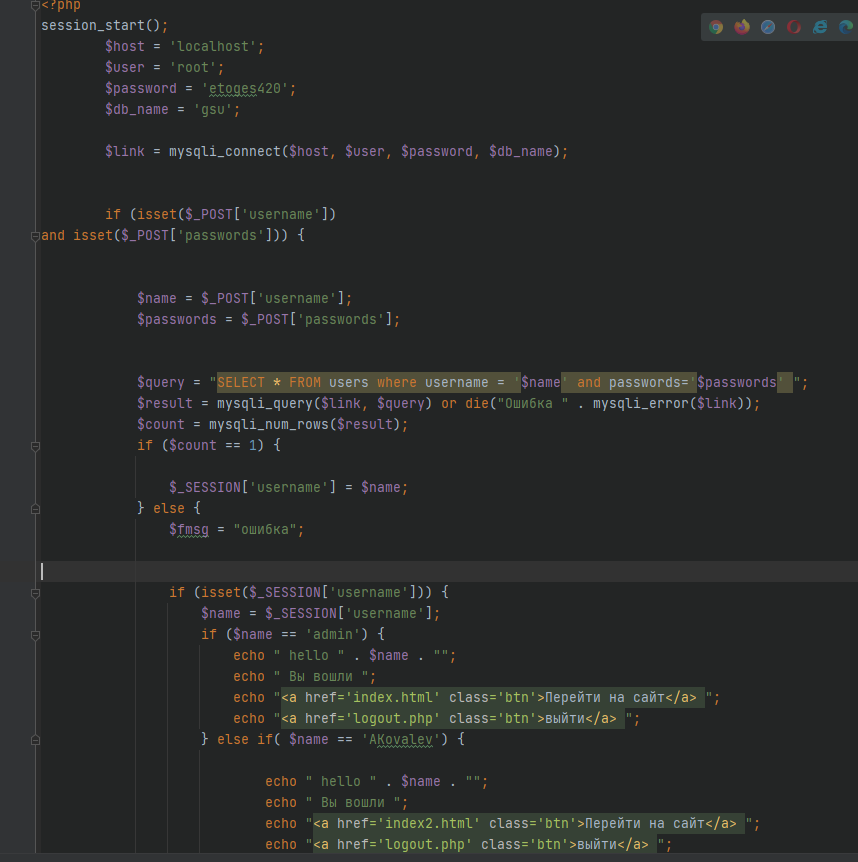 <?php
session_start();
$host = 'localhost';
$user = 'root';
$password = 'etoges420';
$db_name = 'gsu';
$link = mysqli_connect($host, $user, $password, $db_name);
if (isset($_POST['username'])
and isset($_POST['passwords'])) {
$name = $_POST['username'];
$passwords = $_POST['passwords'];
$query = "SELECT * FROM users where username = '$name' and passwords='$passwords' ";
$result = mysqli_query($link, $query) or die("Ошибка " . mysqli_error($link));
$count = mysqli_num_rows($result);
if ($count == 1) {
$_SESSION['username'] = $name;
} else {
$fmsg = "ошибка";
if (isset($_SESSION['username'])) {
$name = $_SESSION['username'];
if ($name == 'admin') {
echo " hello " . $name . "";
echo " Вы вошли ";
echo "<a href='index.html' class='btn'>Перейти на сайт</a> ";
echo "<a href='logout.php' class='btn'>выйти</a> ";
} else if( $name == 'AKovalev') {
echo " hello " . $name . "";
echo " Вы вошли ";
echo "<a href='index2.html' class='btn'>Перейти на сайт</a> ";
echo "<a href='logout.php' class='btn'>выйти</a> ";